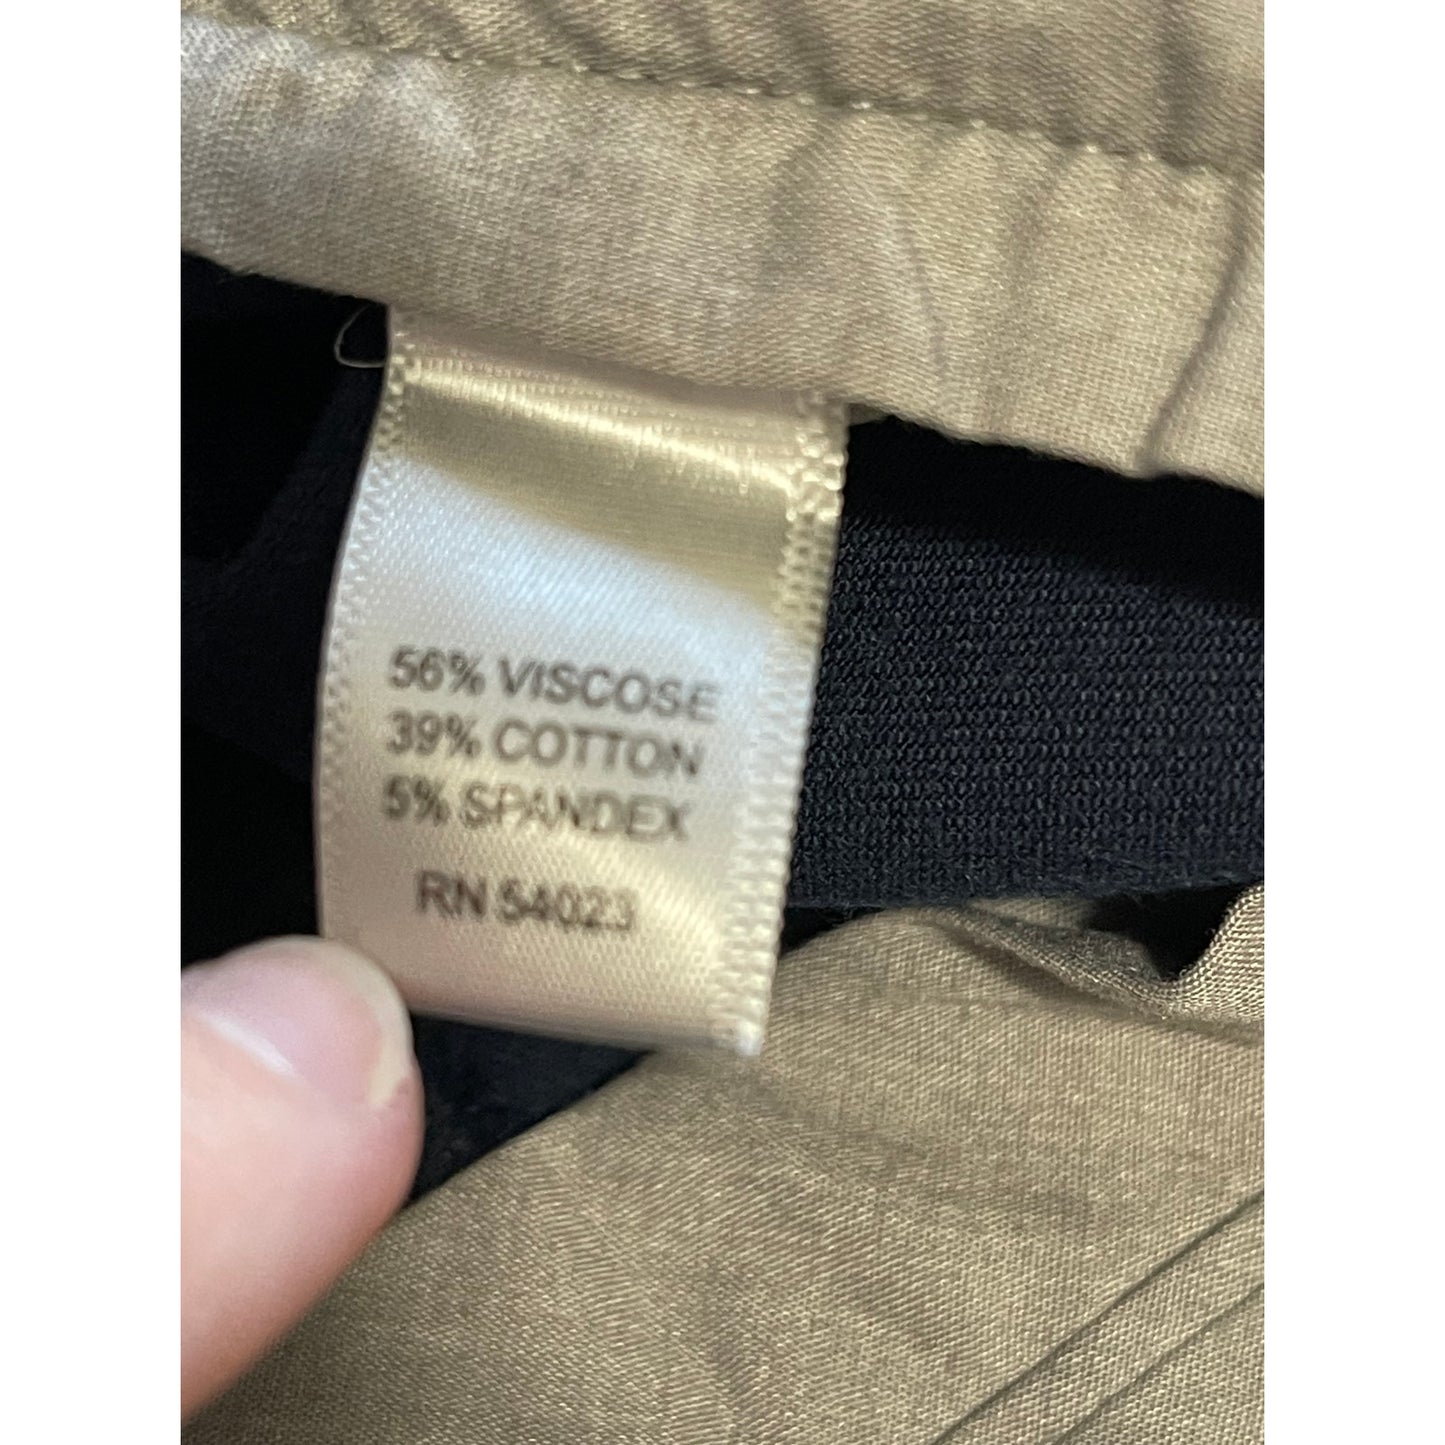 56% VISCOSE
39% COTTON
5% SPANDEX
RN 54023